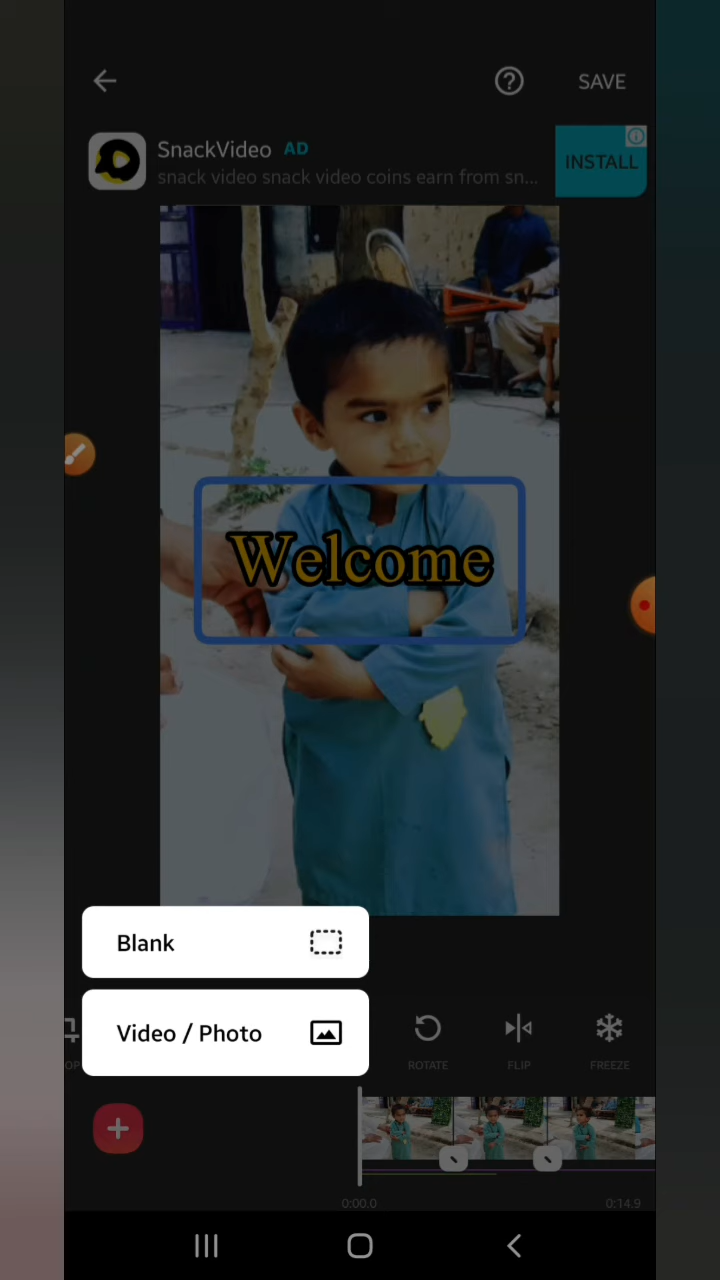 SAVE
SnackVideo AD
snack video snack video coins earn from sn...
INSTALL
Welcome
Blank
Video / Photo
OP
ROTATE
FLIP
FREEZE
0:00.0
0:14.9